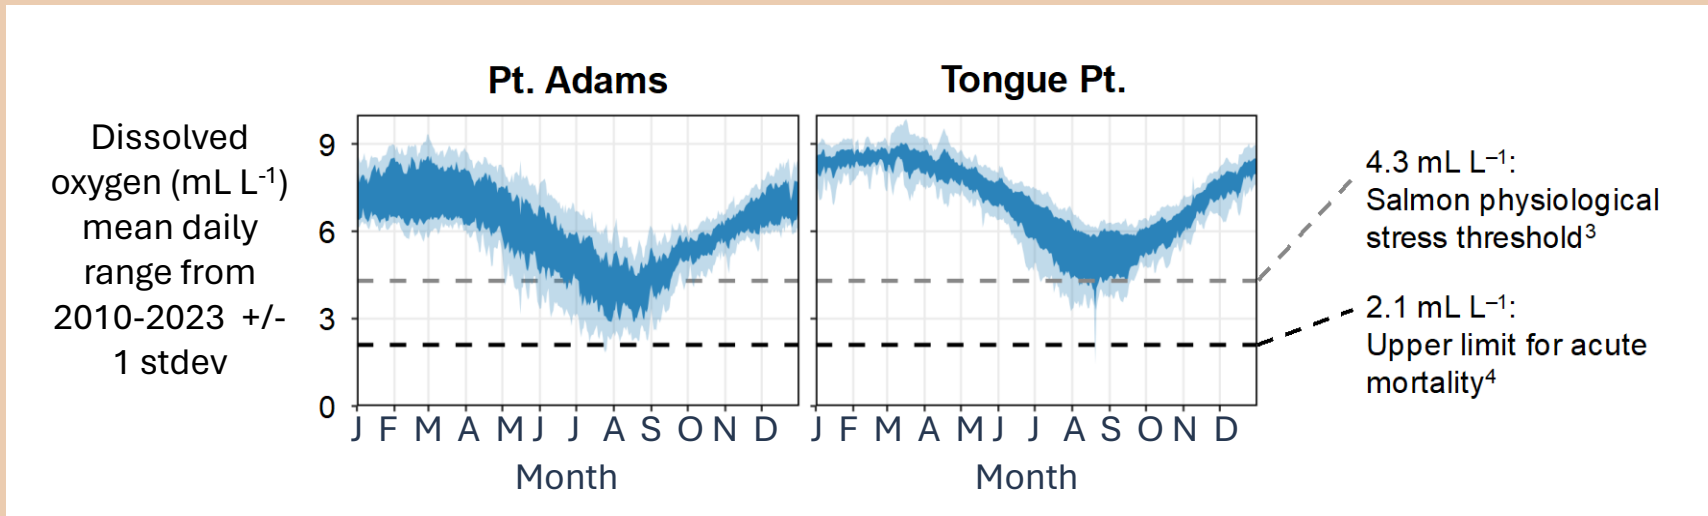 Pt. Adams
Tongue Pt.
Dissolved
oxygen (mL L⁻¹)
mean daily
range from
2010-2023 +/-
1 stdev
9
6
3
0
J F M A M J J A S O N D
Month
J F M A M J J A S O N D
Month
4.3 mL L⁻¹:
Salmon physiological
stress threshold³
2.1 mL L⁻¹:
Upper limit for acute
mortality⁴